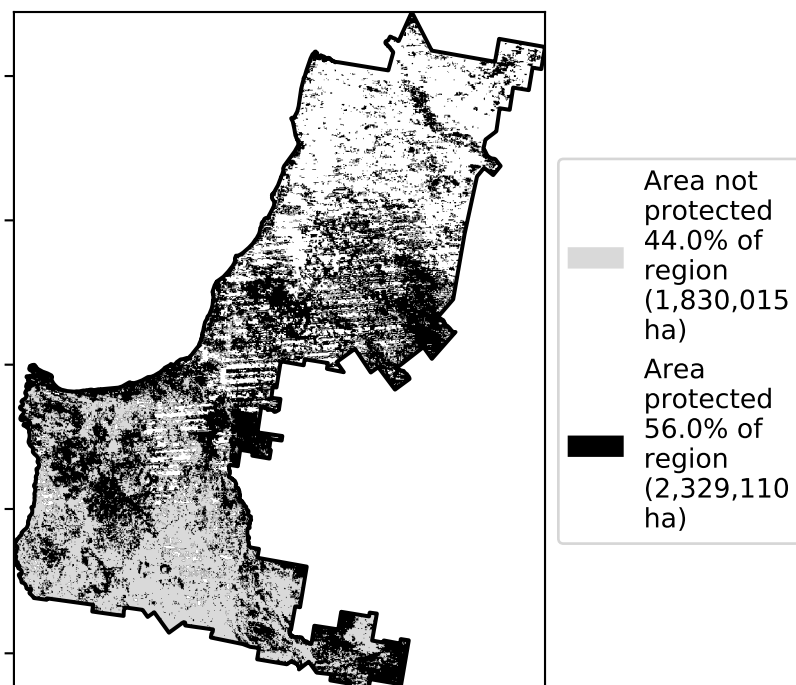 Area not
protected
44.0% of
region
(1,830,015
ha)
Area
protected
56.0% of
region
(2,329,110
ha)